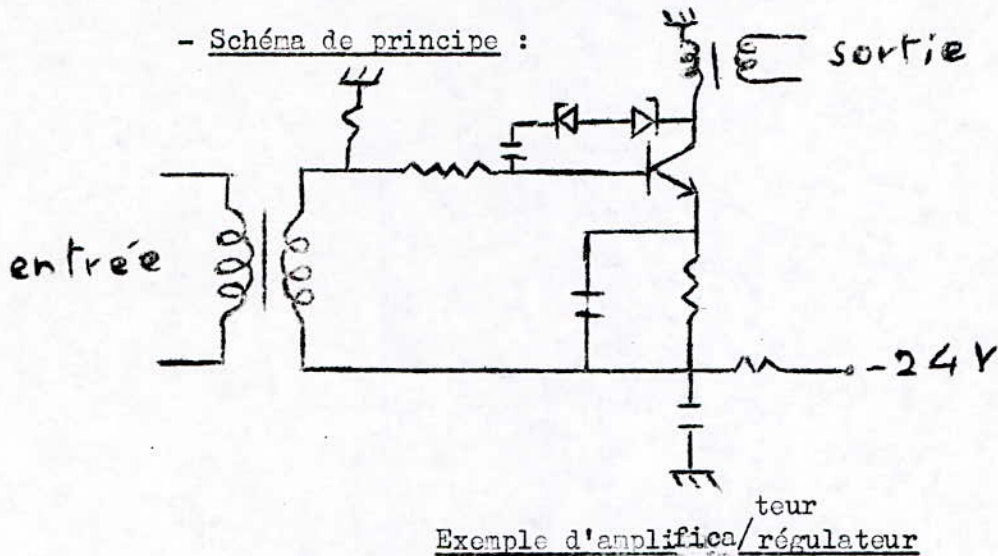 - Schéma de principe :
sortie
entrée
-24V
teur
Exemple d'amplifica/ régulateur